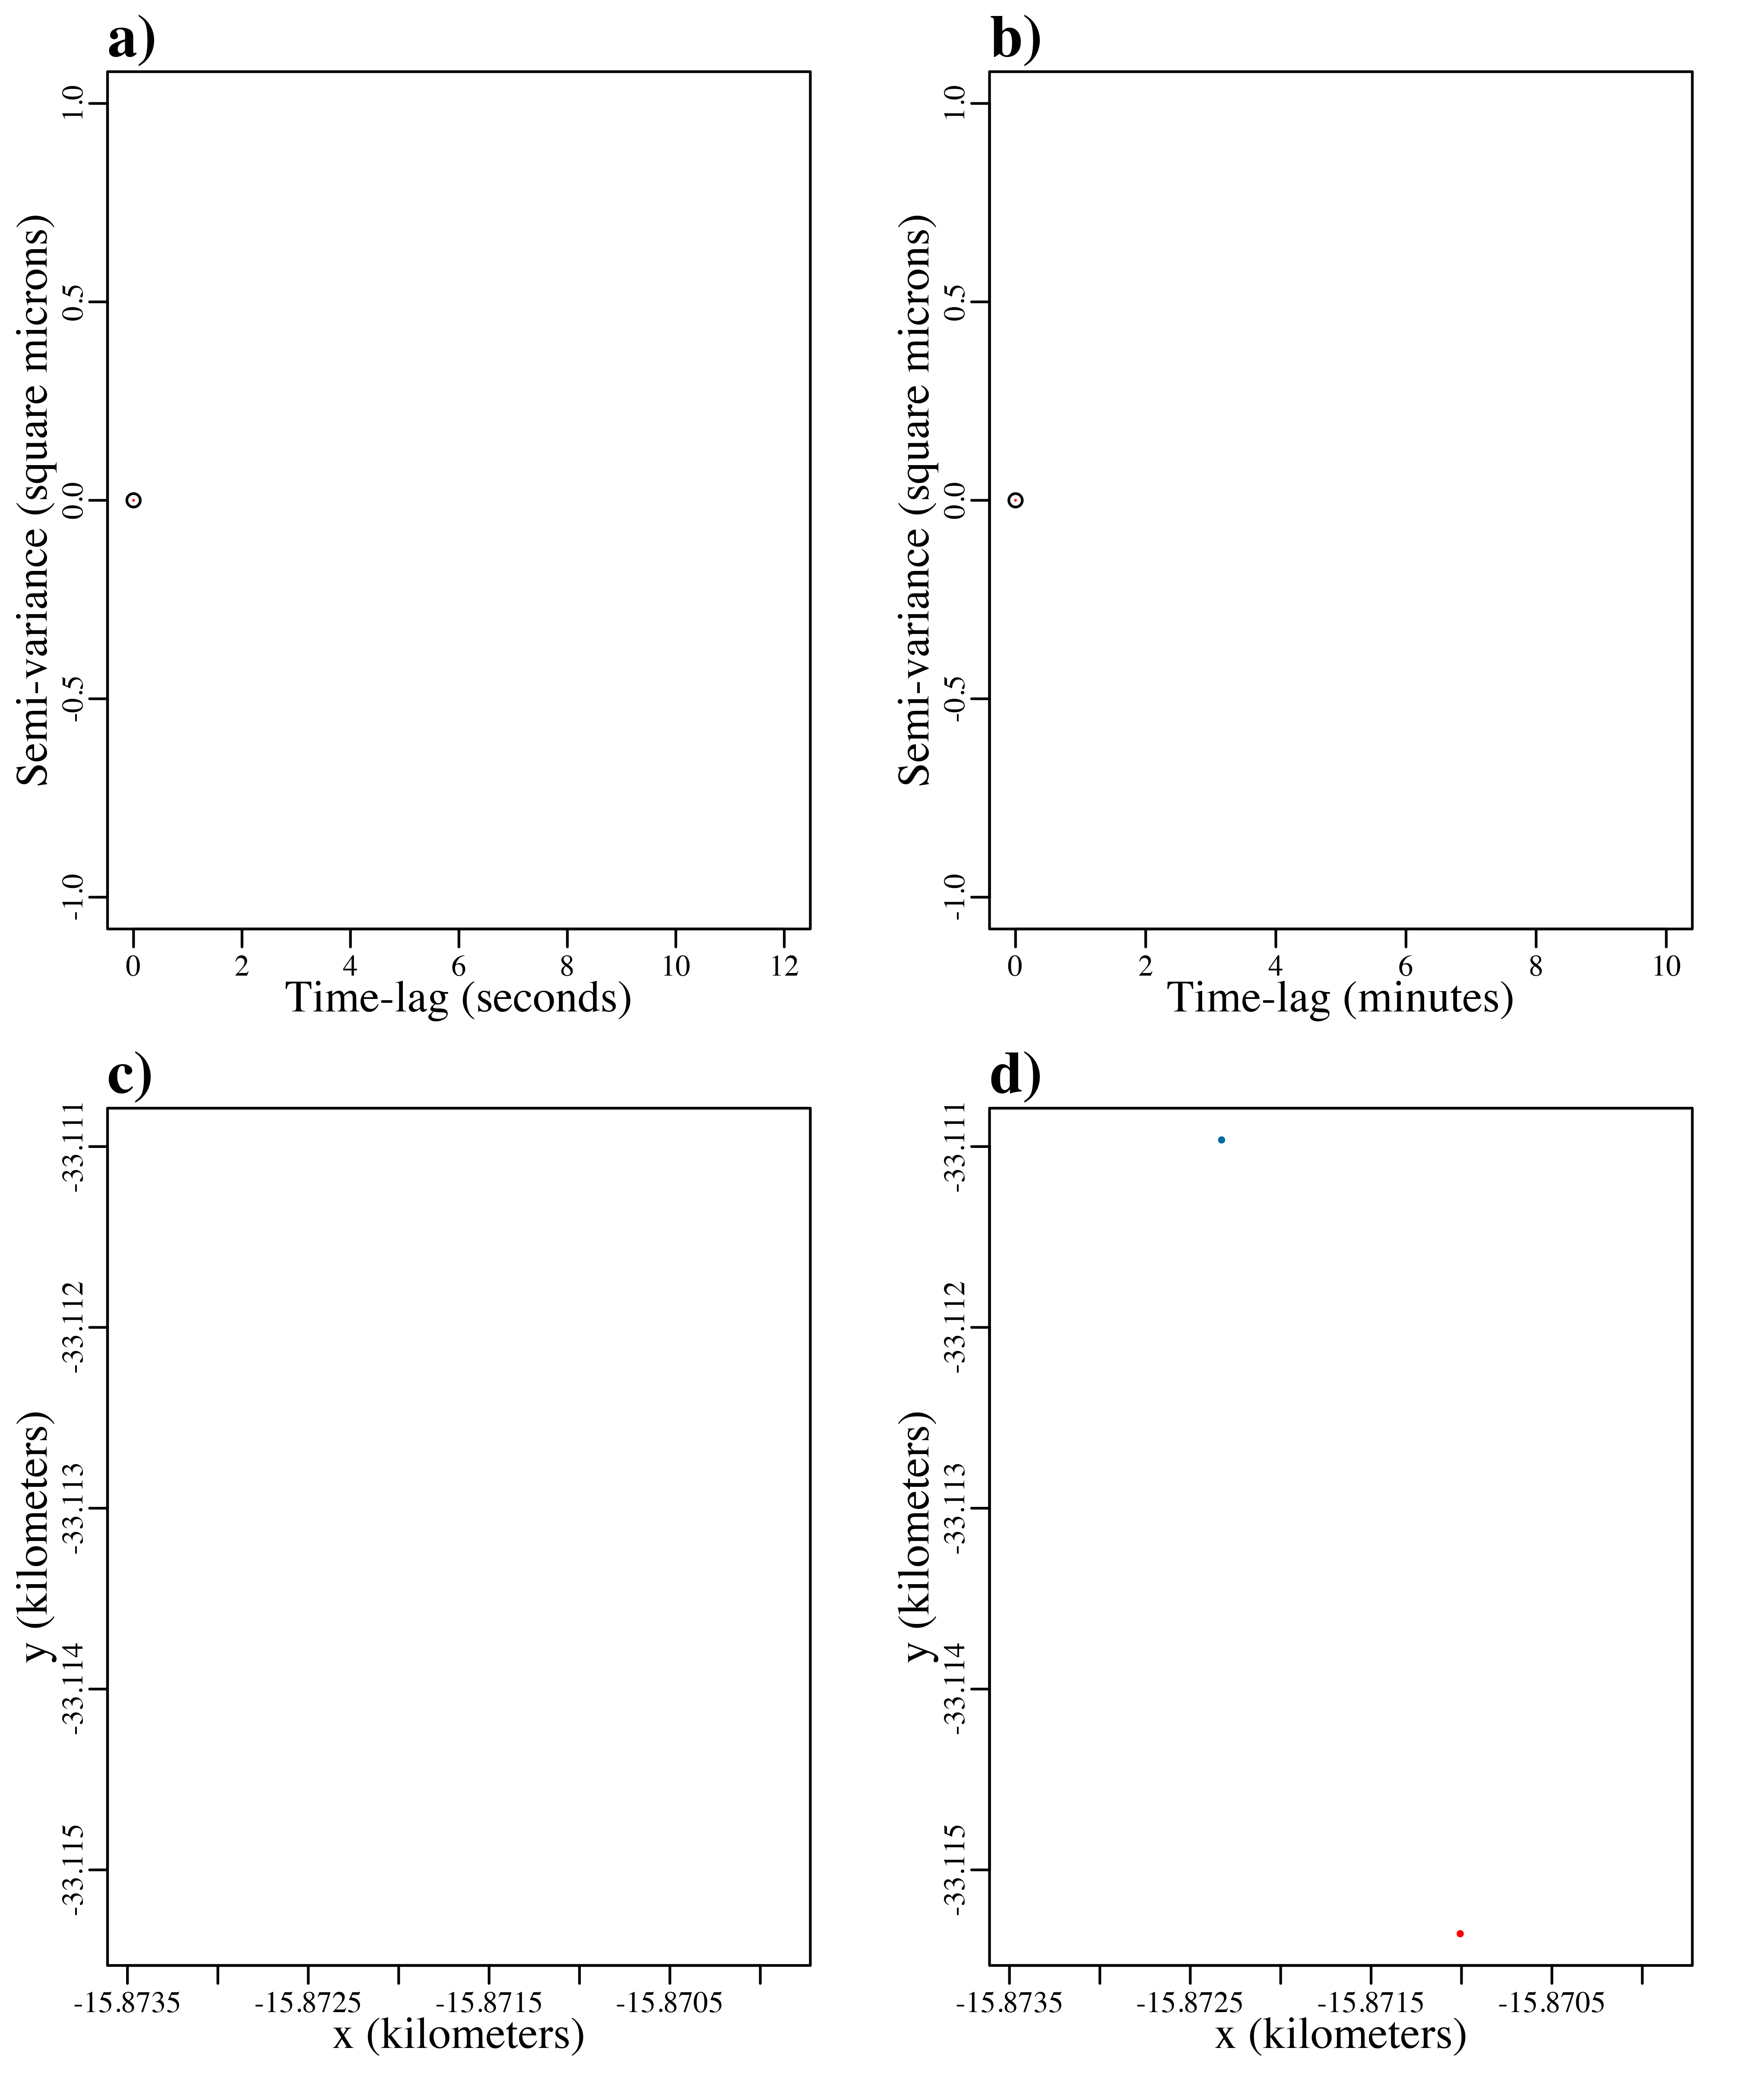 a)
1.0
0.5
0.0
-0.5
-1.0
Semi-variance (square microns)
0 2 4 6 8 10 12
Time-lag (seconds)
b)
1.0
0.5
0.0
-0.5
-1.0
Semi-variance (square microns)
0 2 4 6 8 10
Time-lag (minutes)
c)
-33.111
-33.112
-33.113
-33.114
-33.115
y (kilometers)
-15.8735 -15.8725 -15.8715 -15.8705
x (kilometers)
d)
-33.111
-33.112
-33.113
-33.114
-33.115
y (kilometers)
-15.8735 -15.8725 -15.8715 -15.8705
x (kilometers)